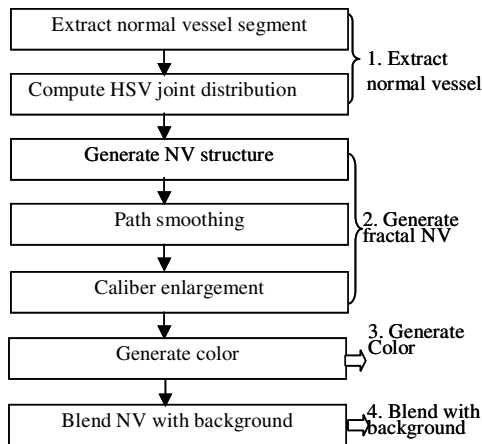 Extract normal vessel segment
Compute HSV joint distribution
1. Extract
normal vessel
Generate NV structure
Path smoothing
Caliber enlargement
2. Generate
fractal NV
Generate color
3. Generate
Color
Blend NV with background
4. Blend with
background